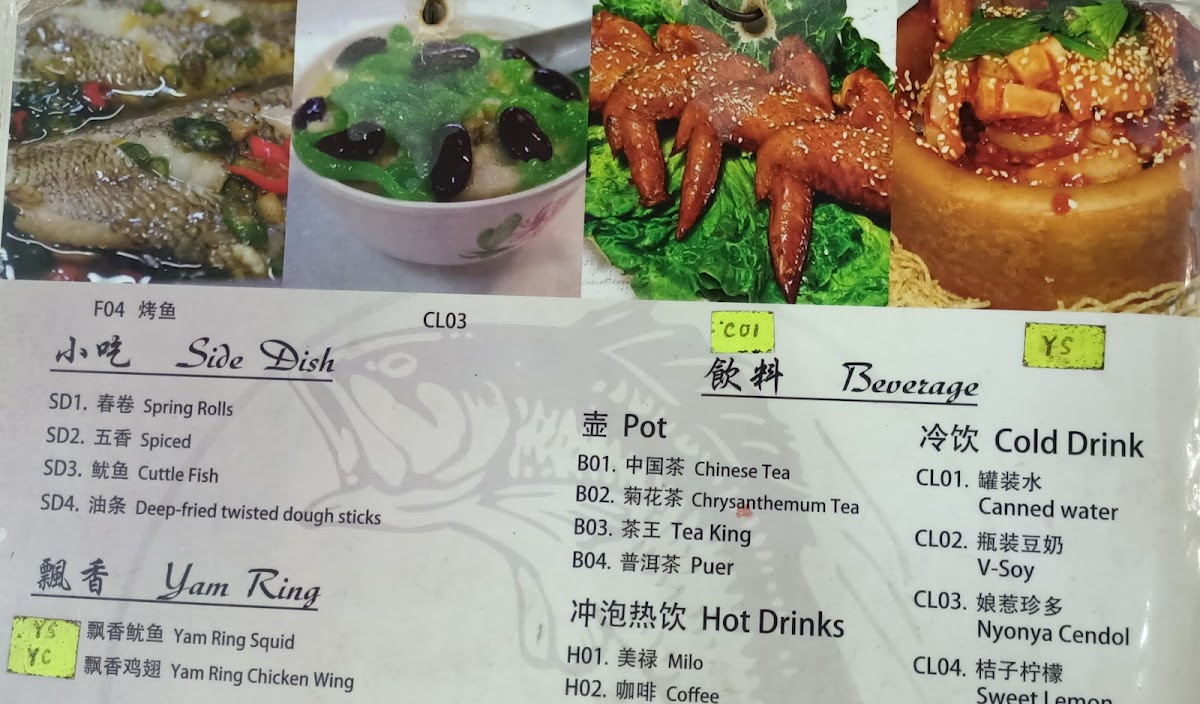 F04 烤鱼
CL03
C01
YS
小吃 Side Dish
SD1. 春卷 Spring Rolls
SD2. 五香 Spiced
SD3. 鱿鱼 Cuttle Fish
SD4. 油条 Deep-fried twisted dough sticks
飄香 Yam Ring
YS 飘香鱿鱼 Yam Ring Squid
YC 飘香鸡翅 Yam Ring Chicken Wing
飲料 Beverage
壶 Pot
B01. 中国茶 Chinese Tea
B02. 菊花茶 Chrysanthemum Tea
B03. 茶王 Tea King
B04. 普洱茶 Puer
冲泡热饮 Hot Drinks
H01. 美禄 Milo
H02. 咖啡 Coffee
冷饮 Cold Drink
CL01. 罐装水
Canned water
CL02. 瓶装豆奶
V-Soy
CL03. 娘惹珍多
Nyonya Cendol
CL04. 桔子柠檬
Sweet Lemon